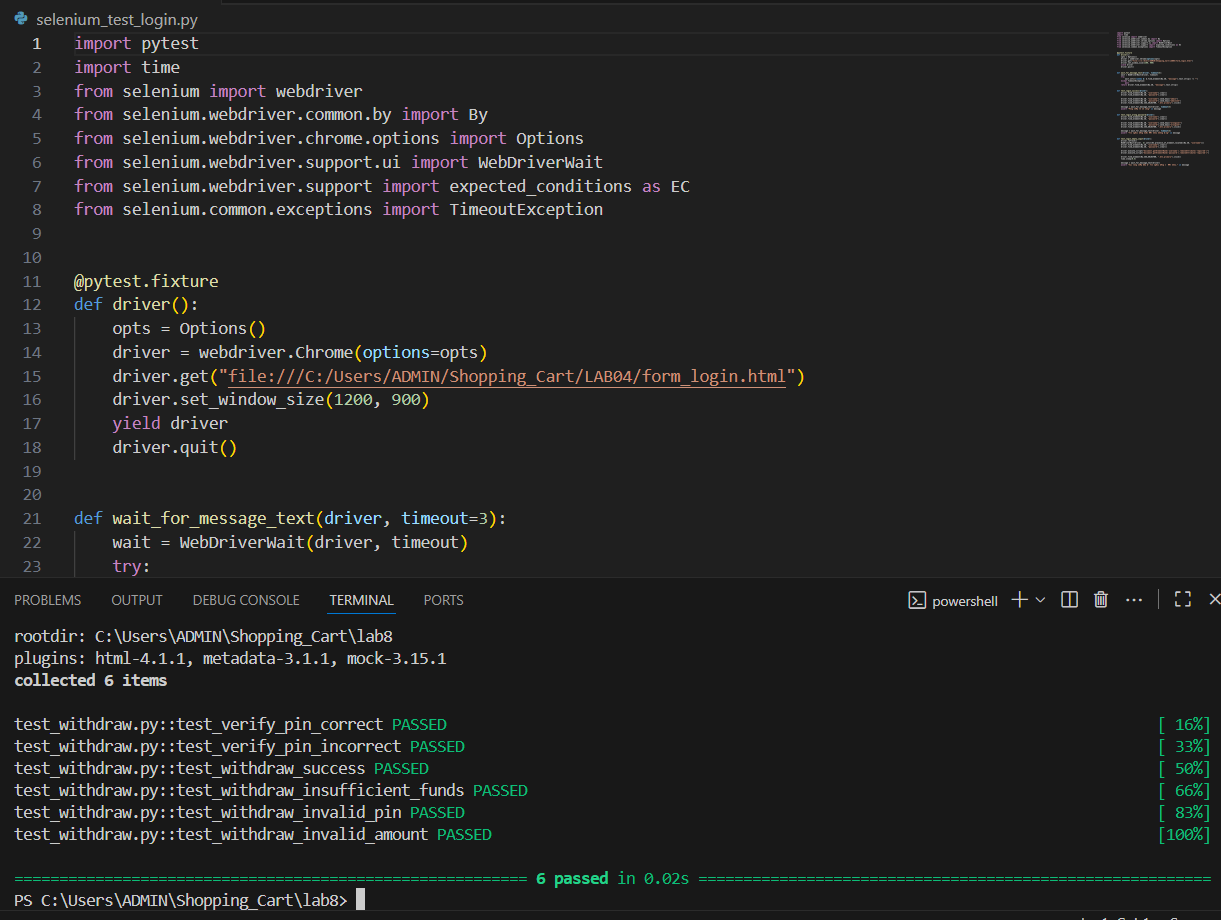 selenium_test_login.py
1 import pytest
2 import time
3 from selenium import webdriver
4 from selenium.webdriver.common.by import By
5 from selenium.webdriver.chrome.options import Options
6 from selenium.webdriver.support.ui import WebDriverWait
7 from selenium.webdriver.support import expected_conditions as EC
8 from selenium.common.exceptions import TimeoutException
9
10
11 @pytest.fixture
12 def driver():
13     opts = Options()
14     driver = webdriver.Chrome(options=opts)
15     driver.get("file:///C:/Users/ADMIN/Shopping_Cart/LAB04/form_login.html")
16     driver.set_window_size(1200, 900)
17     yield driver
18     driver.quit()
19
20
21 def wait_for_message_text(driver, timeout=3):
22     wait = WebDriverWait(driver, timeout)
23     try:
PROBLEMS OUTPUT DEBUG CONSOLE TERMINAL PORTS powershell
rootdir: C:\Users\ADMIN\Shopping_Cart\lab8
plugins: html-4.1.1, metadata-3.1.1, mock-3.15.1
collected 6 items
test_withdraw.py::test_verify_pin_correct PASSED [ 16%]
test_withdraw.py::test_verify_pin_incorrect PASSED [ 33%]
test_withdraw.py::test_withdraw_success PASSED [ 50%]
test_withdraw.py::test_withdraw_insufficient_funds PASSED [ 66%]
test_withdraw.py::test_withdraw_invalid_pin PASSED [ 83%]
test_withdraw.py::test_withdraw_invalid_amount PASSED [100%]
6 passed in 0.02s
PS C:\Users\ADMIN\Shopping_Cart\lab8>